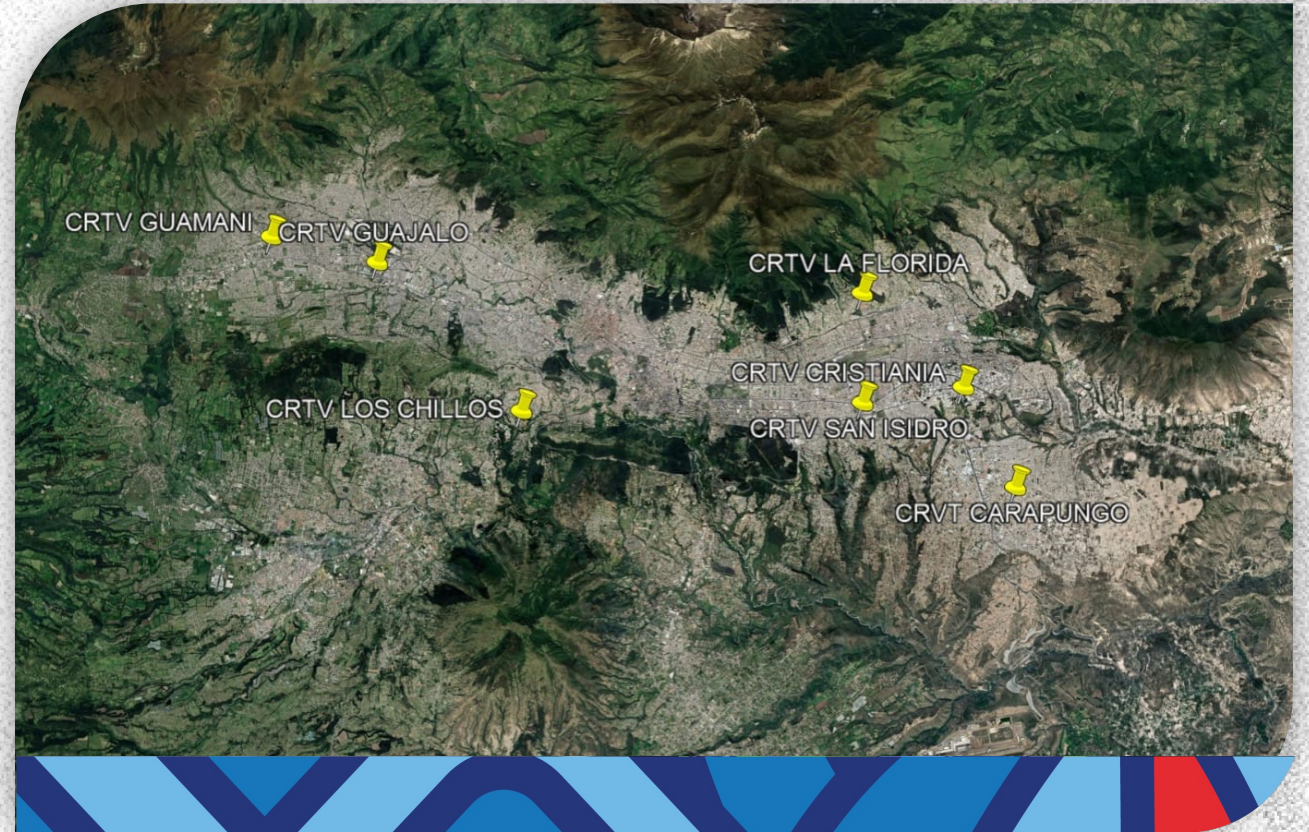 CRTV GUAMANI
CRTV GUAJALO
CRTV LA FLORIDA
CRTV CRISTIANIA
CRTV LOS CHILLOS
CRTV SAN ISIDRO
CRVT CARAPUNGO